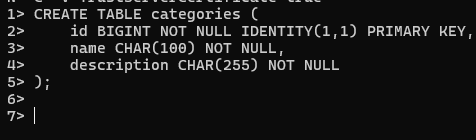 1> CREATE TABLE categories (
2>     id BIGINT NOT NULL IDENTITY(1,1) PRIMARY KEY,
3>     name CHAR(100) NOT NULL,
4>     description CHAR(255) NOT NULL
5> );
6>
7>